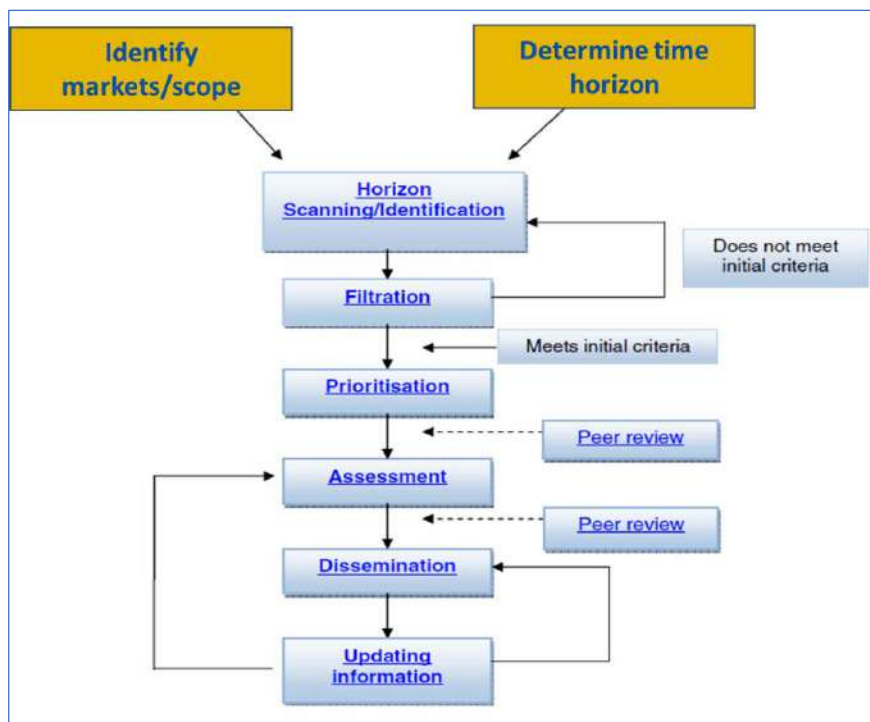 Identify
markets/scope
Determine time
horizon
Horizon
Scanning/Identification
Does not meet
initial criteria
Filtration
Meets initial criteria
Prioritisation
Peer review
Assessment
Peer review
Dissemination
Updating
information